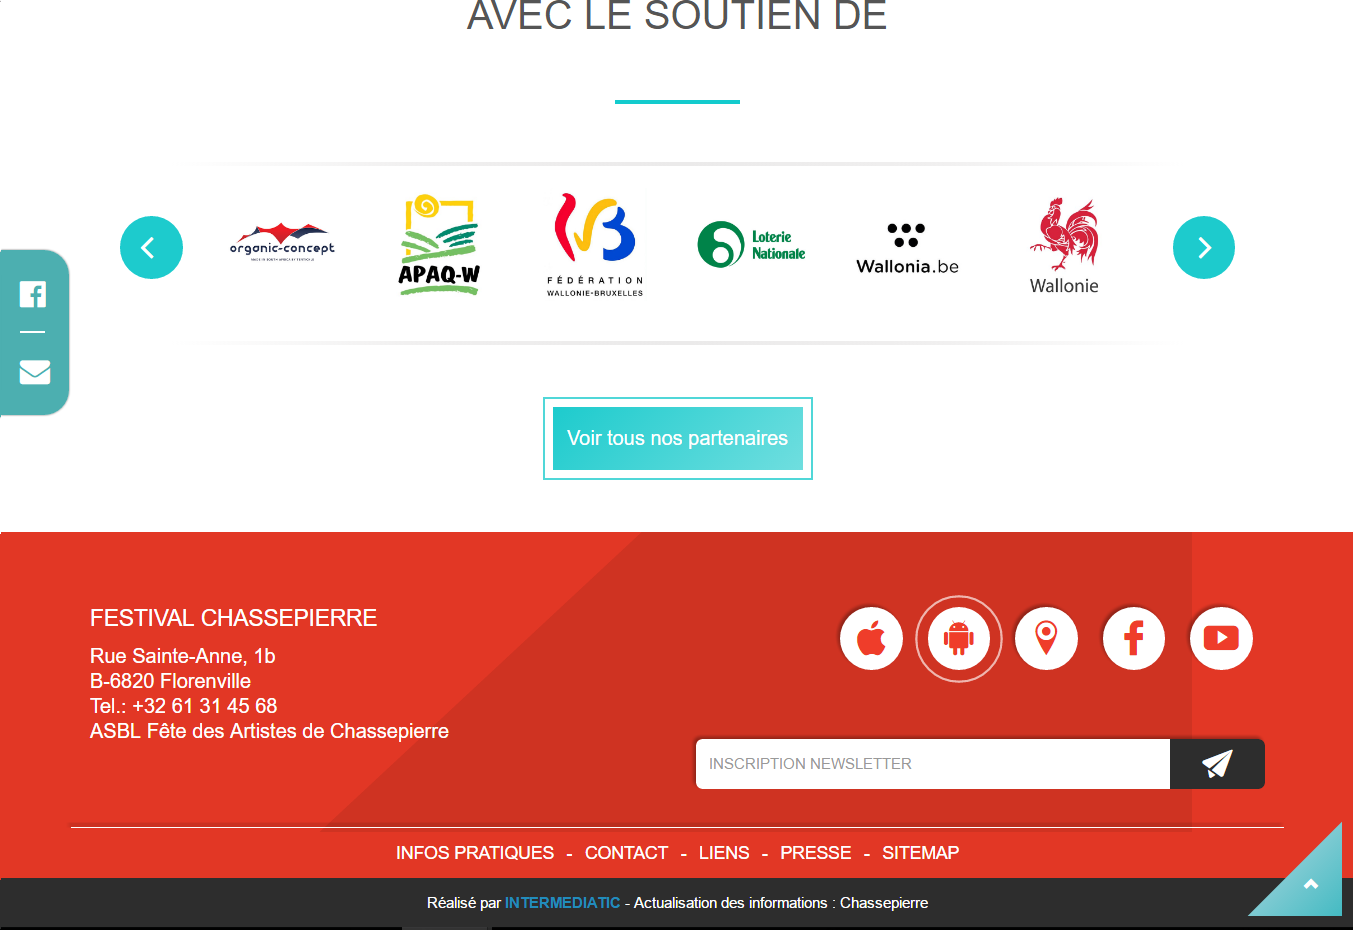 AVEC LE SOUTIEN DE
organic-concept
APAQ-W
FÉDÉRATION
WALLONIE-BRUXELLES
Loterie
Nationale
Wallonia.be
Wallonie
Voir tous nos partenaires
FESTIVAL CHASSEPIERRE
Rue Sainte-Anne, 1b
B-6820 Florenville
Tel.: +32 61 31 45 68
ASBL Fête des Artistes de Chassepierre
INSCRIPTION NEWSLETTER
INFOS PRATIQUES - CONTACT - LIENS - PRESSE - SITEMAP
Réalisé par INTERMEDIATIC - Actualisation des informations : Chassepierre